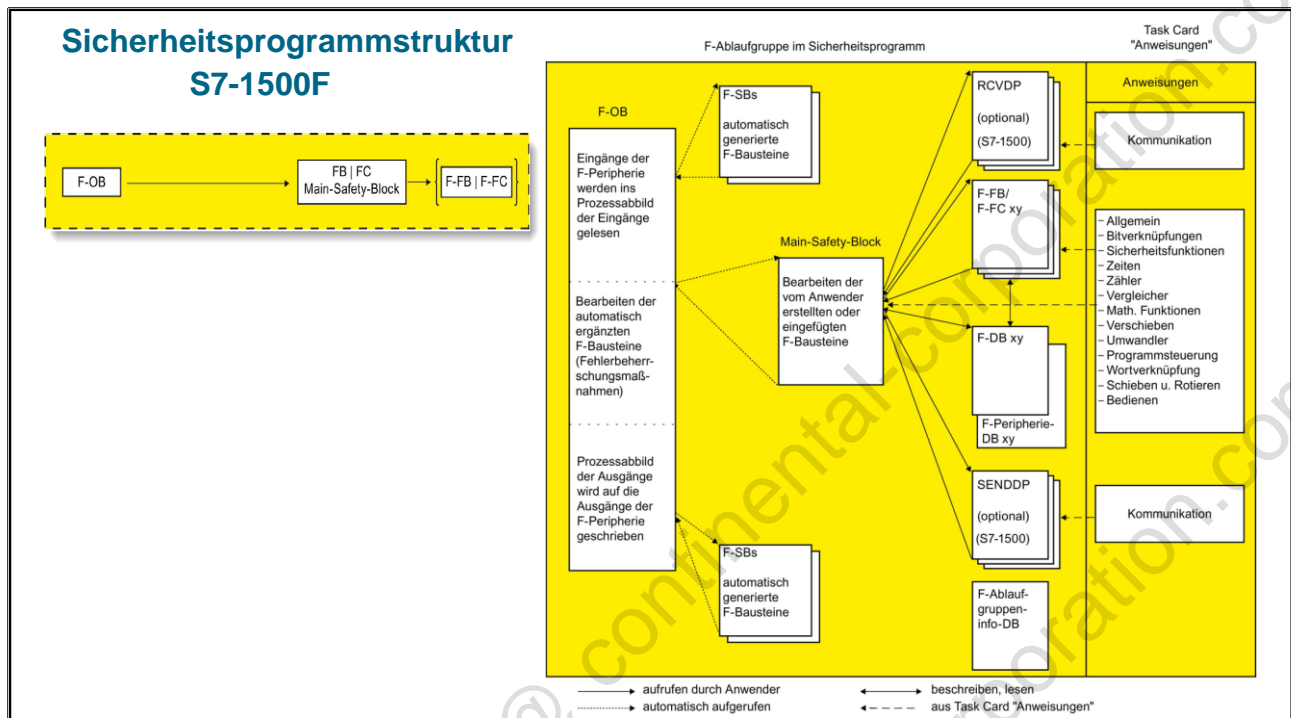 Sicherheitsprogrammstruktur
S7-1500F
F-OB
FB | FC
Main-Safety-Block
F-FB | F-FC
F-Ablaufgruppe im Sicherheitsprogramm
Task Card
"Anweisungen"
F-OB
Eingänge der
F-Peripherie
werden ins
Prozessabbild
der Eingänge
gelesen
Bearbeiten der
automatisch
ergänzten
F-Bausteine
(Fehlerbeherr-
schungsmaß-
nahmen)
Prozessabbild
der Ausgänge
wird auf die
Ausgänge der
F-Peripherie
geschrieben
F-SBs
automatisch
generierte
F-Bausteine
Main-Safety-Block
Bearbeiten der
vom Anwender
erstellten oder
eingefügten
F-Bausteine
F-SBs
automatisch
generierte
F-Bausteine
RCVDP
(optional)
(S7-1500)
F-FB/
F-FC xy
F-DB xy
F-Peripherie-
DB xy
SENDDP
(optional)
(S7-1500)
F-Ablauf-
gruppen-
info-DB
Anweisungen
Kommunikation
– Allgemein
– Bitverknüpfungen
– Sicherheitsfunktionen
– Zeiten
– Zähler
– Vergleicher
– Math. Funktionen
– Verschieben
– Umwandler
– Programmsteuerung
– Wortverknüpfung
– Schieben u. Rotieren
– Bedienen
Kommunikation
aufrufen durch Anwender
automatisch aufgerufen
beschreiben, lesen
aus Task Card "Anweisungen"
@ continental-corporation.com